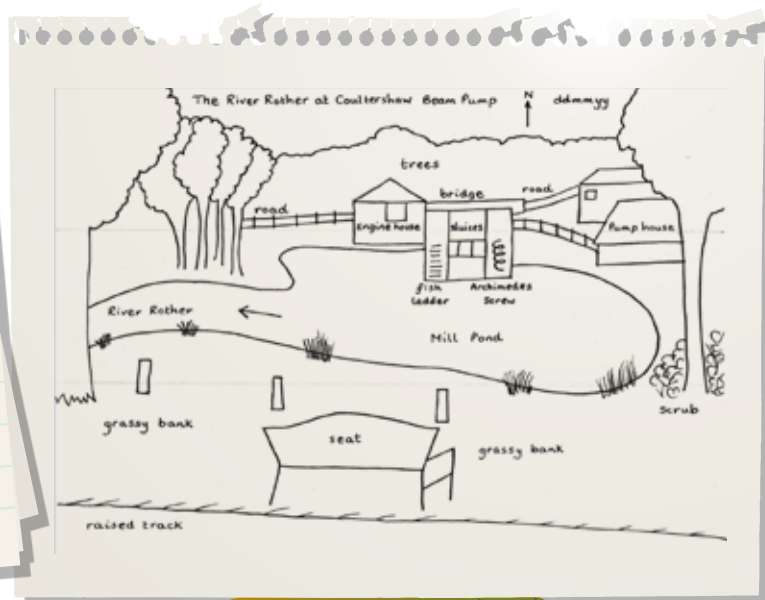 The River Rother at Coultershaw Beam Pump N ddmmyy
trees
road bridge road
Engine house Sluices Pump house
fish ladder
Archimedes Screw
River Rother
Mill Pond
scrub
grassy bank
seat
grassy bank
raised track